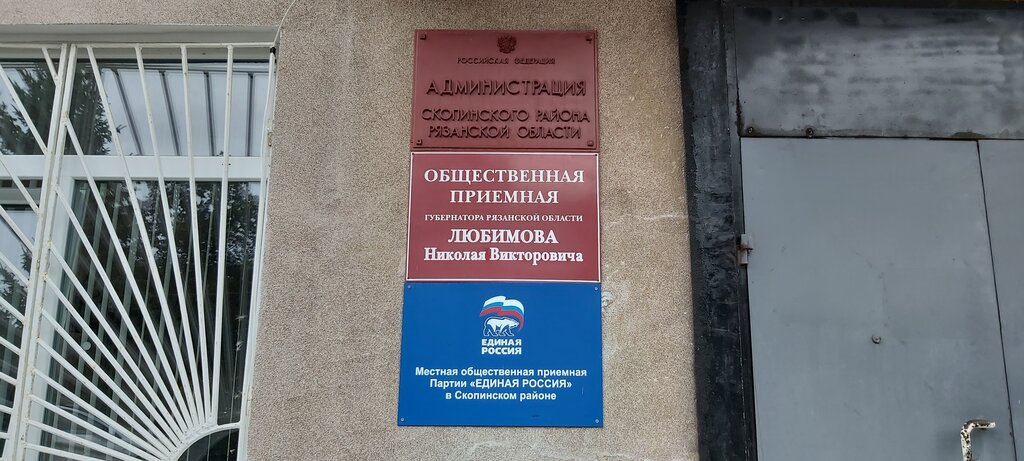 РОССИЙСКАЯ ФЕДЕРАЦИЯ
АДМИНИСТРАЦИЯ
СКОПИНСКОГО РАЙОНА
РЯЗАНСКОЙ ОБЛАСТИ
ОБЩЕСТВЕННАЯ
ПРИЕМНАЯ
ГУБЕРНАТОРА РЯЗАНСКОЙ ОБЛАСТИ
ЛЮБИМОВА
Николая Викторовича
ЕДИНАЯ
РОССИЯ
Местная общественная приемная
Партии «ЕДИНАЯ РОССИЯ»
в Скопинском районе